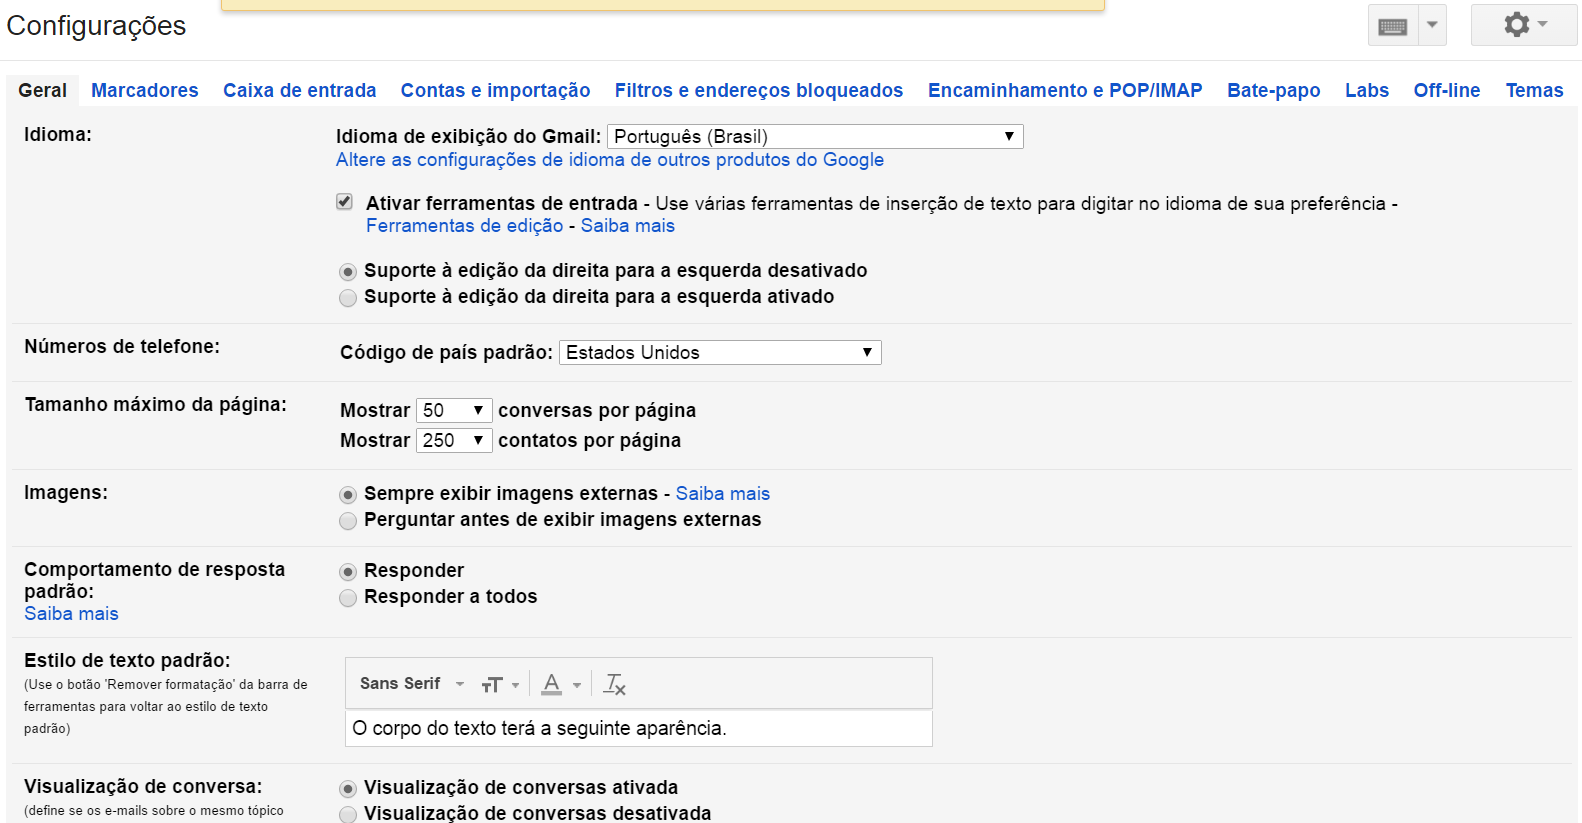 Configurações
Geral Marcadores Caixa de entrada Contas e importação Filtros e endereços bloqueados Encaminhamento e POP/IMAP Bate-papo Labs Off-line Temas
Idioma:
Idioma de exibição do Gmail: Português (Brasil)
Altere as configurações de idioma de outros produtos do Google
Ativar ferramentas de entrada - Use várias ferramentas de inserção de texto para digitar no idioma de sua preferência -
Ferramentas de edição - Saiba mais
Suporte à edição da direita para a esquerda desativado
Suporte à edição da direita para a esquerda ativado
Números de telefone:
Código de país padrão: Estados Unidos
Tamanho máximo da página:
Mostrar 50 conversas por página
Mostrar 250 contatos por página
Imagens:
Sempre exibir imagens externas - Saiba mais
Perguntar antes de exibir imagens externas
Comportamento de resposta
padrão:
Saiba mais
Responder
Responder a todos
Estilo de texto padrão:
(Use o botão 'Remover formatação' da barra de
ferramentas para voltar ao estilo de texto
padrão)
Sans Serif
O corpo do texto terá a seguinte aparência.
Visualização de conversa:
(define se os e-mails sobre o mesmo tópico
Visualização de conversas ativada
Visualização de conversas desativada